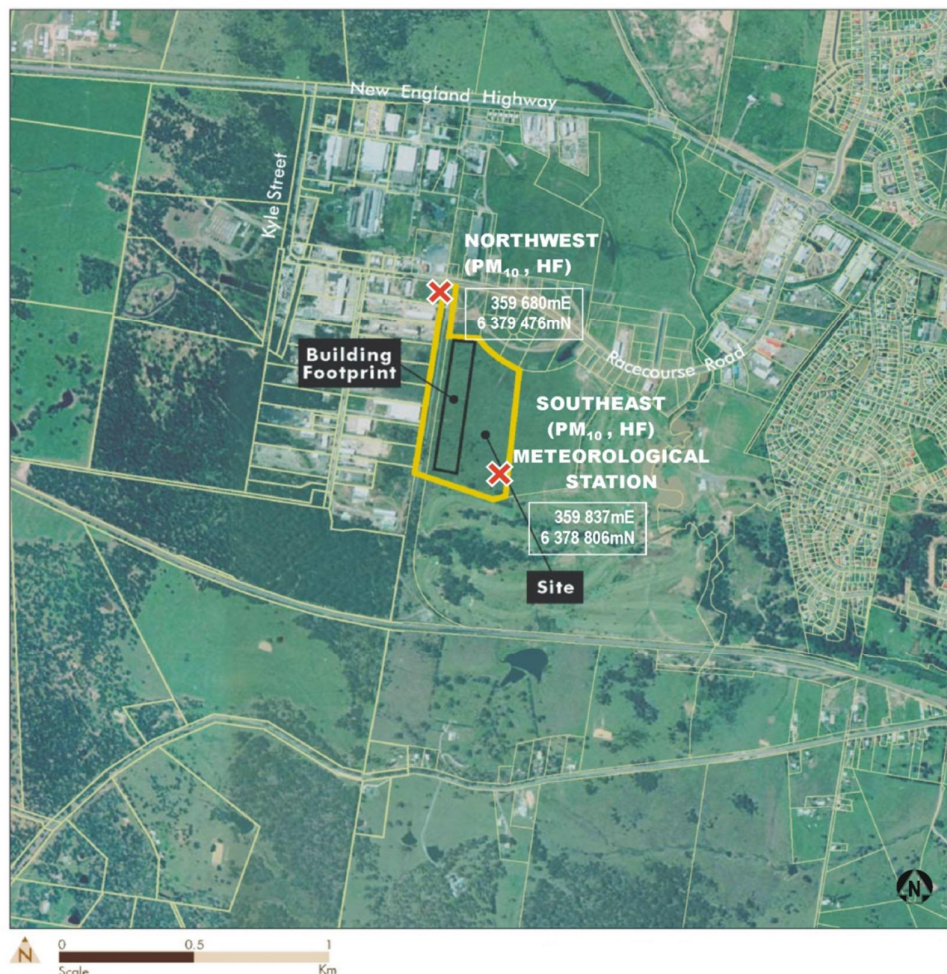 New England Highway
Kyle Street
NORTHWEST
(PM₁₀ , HF)
359 680mE
6 379 476mN
Building
Footprint
Racecourse Road
SOUTHEAST
(PM₁₀ , HF)
METEOROLOGICAL
STATION
359 837mE
6 378 806mN
Site
N
N
0 0.5 1
Scale Km